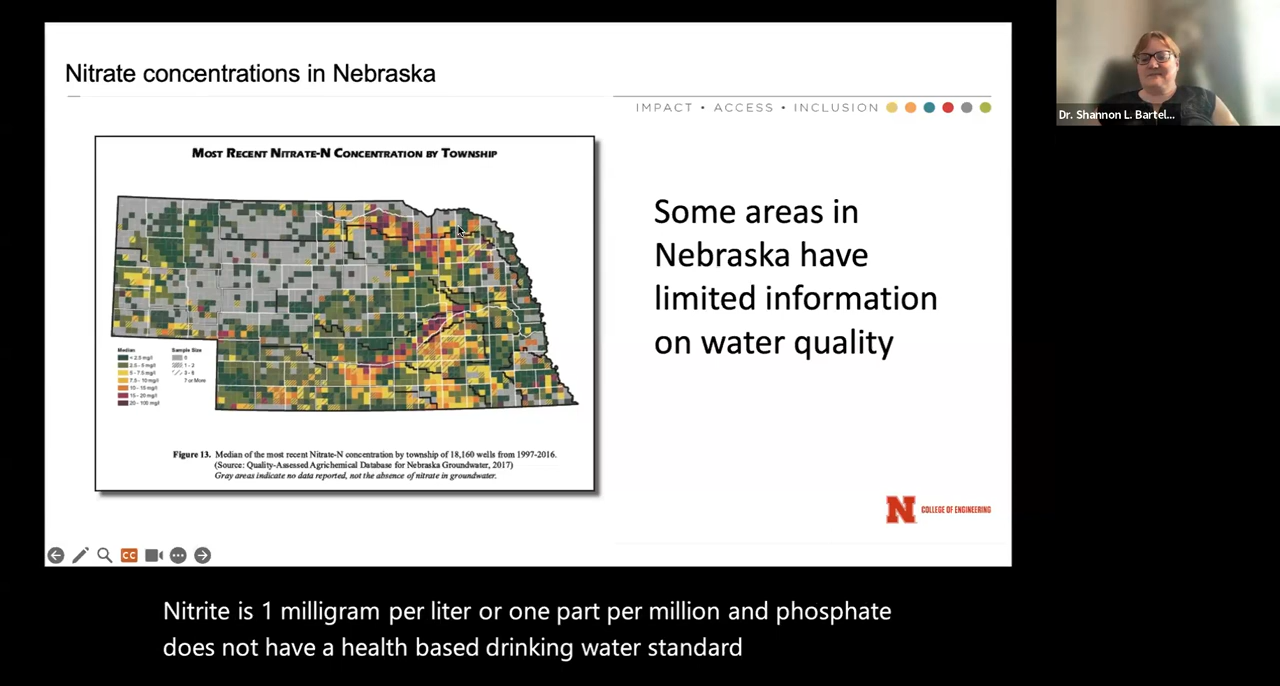 Nitrate concentrations in Nebraska
IMPACT • ACCESS • INCLUSION
MOST RECENT NITRATE-N CONCENTRATION BY TOWNSHIP
Median
< 2.5 mg/l
2.5 - 5 mg/l
5 - 7.5 mg/l
7.5 - 10 mg/l
10 - 15 mg/l
15 - 20 mg/l
20 - 100 mg/l
Sample Size
0
1 - 2
3 - 6
7 or More
Figure 13. Median of the most recent Nitrate-N concentration by township of 18,160 wells from 1997-2016.
(Source: Quality-Assessed Agrichemical Database for Nebraska Groundwater, 2017)
Gray areas indicate no data reported, not the absence of nitrate in groundwater.
Some areas in
Nebraska have
limited information
on water quality
N COLLEGE OF ENGINEERING
CC
Dr. Shannon L. Bartel...
Nitrite is 1 milligram per liter or one part per million and phosphate
does not have a health based drinking water standard